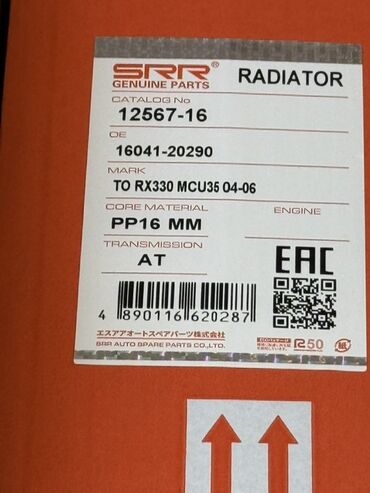 SRR® RADIATOR
GENUINE PARTS
CATALOG No
12567-16
OE
16041-20290
MARK
TO RX330 MCU35 04-06
CORE MATERIAL ENGINE
PP16 MM
TRANSMISSION
AT
EAC
4 890116 620287
エスアアオートスペアパーツ株式会社
SRR AUTO SPARE PARTS CO.,LTD.
R 50
紙